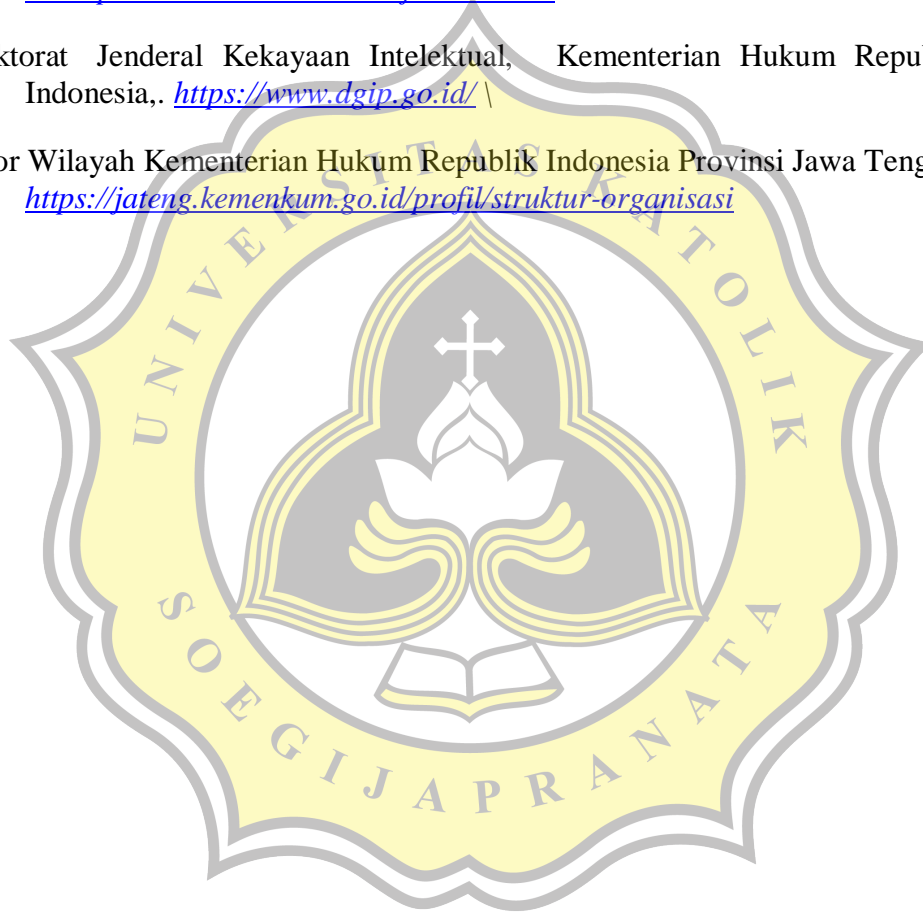 ktorat Jenderal Kekayaan Intelektual, Kementerian Hukum Repu
Indonesia,. https://www.dgip.go.id/ \
or Wilayah Kementerian Hukum Republik Indonesia Provinsi Jawa Teng
https://jateng.kemenkum.go.id/profil/struktur-organisasi
UNIVERSITAS KATOLIK
SOEGIJAPRANATA